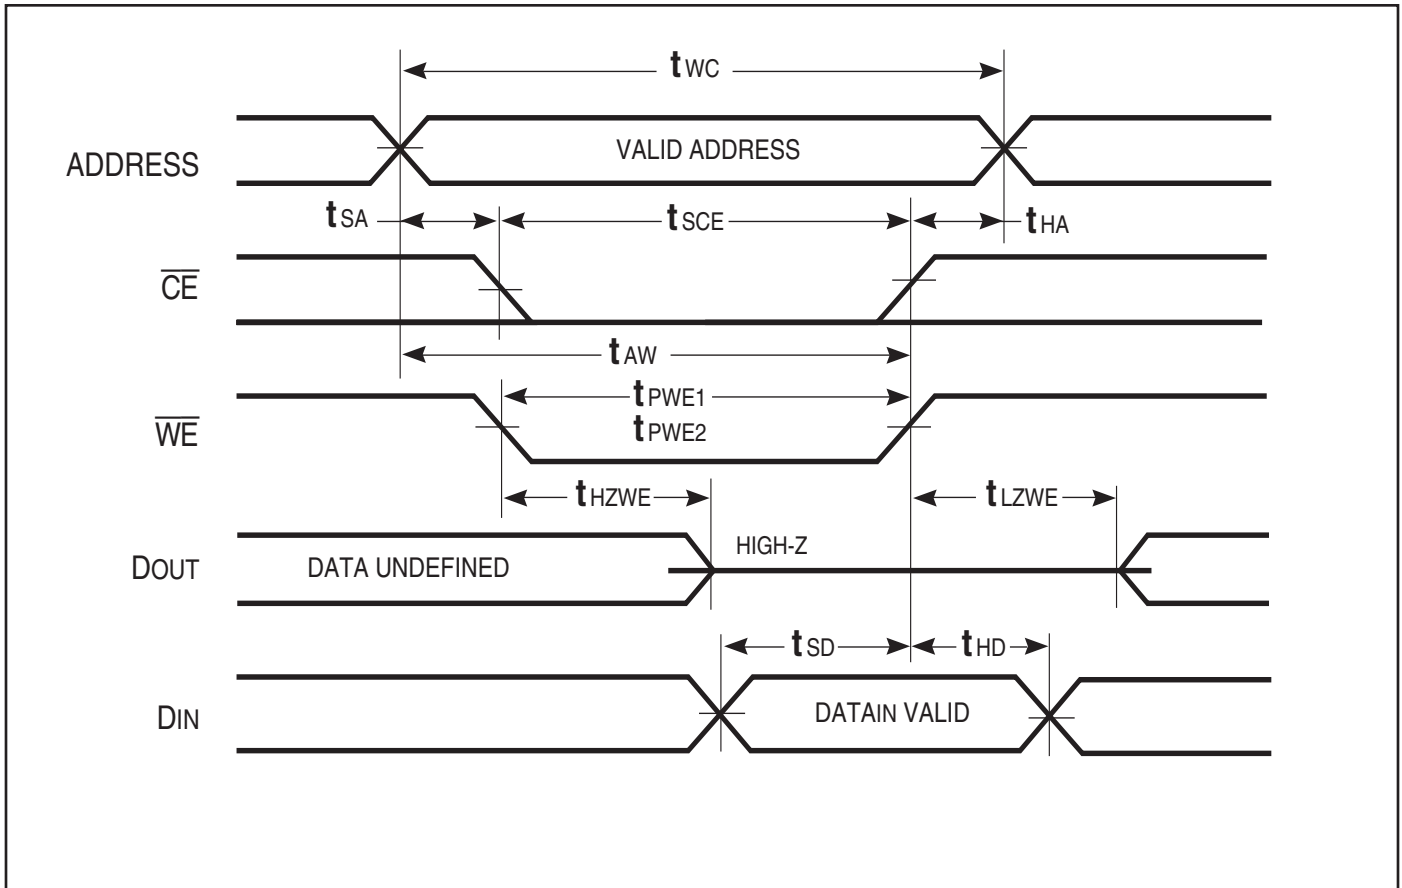 tWC
ADDRESS
VALID ADDRESS
tSA
tSCE
tHA
CE
tAW
tPWE1
WE
tPWE2
tHZWE
tLZWE
HIGH-Z
DOUT
DATA UNDEFINED
tSD
tHD
DIN
DATAIN VALID